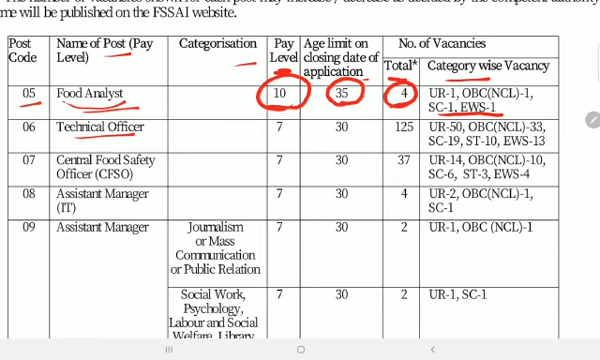 The number of vacancies shown for each post may increase / decrease as
me will be published on the FSSAI website.
Post Code
Name of Post (Pay Level)
Categorisation
Pay Level
Age limit on closing date of application
No. of Vacancies
Total*
Category wise Vacancy
05
Food Analyst
10
35
4
UR-1, OBC(NCL)-1,
SC-1, EWS-1
06
Technical Officer
7
30
125
UR-50, OBC(NCL)-33,
SC-19, ST-10, EWS-13
07
Central Food Safety
Officer (CFSO)
7
30
37
UR-14, OBC(NCL)-10,
SC-6, ST-3, EWS-4
08
Assistant Manager
(IT)
7
30
4
UR-2, OBC(NCL)-1,
SC-1
09
Assistant Manager
Journalism
or Mass
Communication
or Public Relation
7
30
2
UR-1, OBC (NCL)-1
Social Work,
Psychology,
Labour and Social
Welfare, Library
7
30
2
UR-1, SC-1